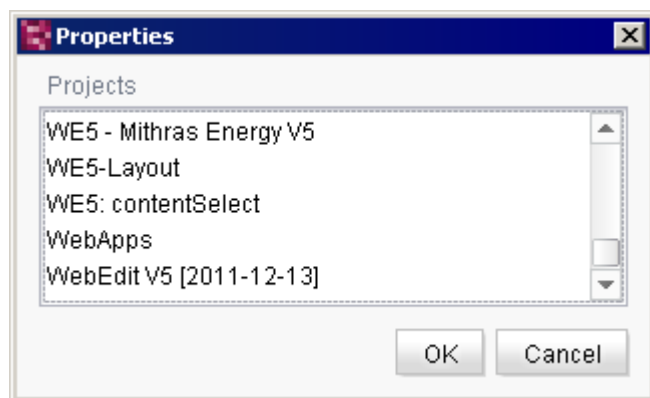 Properties
Projects
WE5 - Mithras Energy V5
WE5-Layout
WE5: contentSelect
WebApps
WebEdit V5 [2011-12-13]
OK Cancel